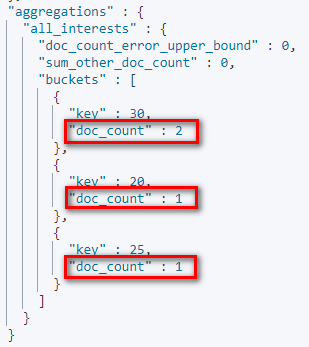 "aggregations" : {
"all_interests" : {
"doc_count_error_upper_bound" : 0,
"sum_other_doc_count" : 0,
"buckets" : [
{
"key" : 30,
"doc_count" : 2
},
{
"key" : 20,
"doc_count" : 1
},
{
"key" : 25,
"doc_count" : 1
}
]
}
}
}